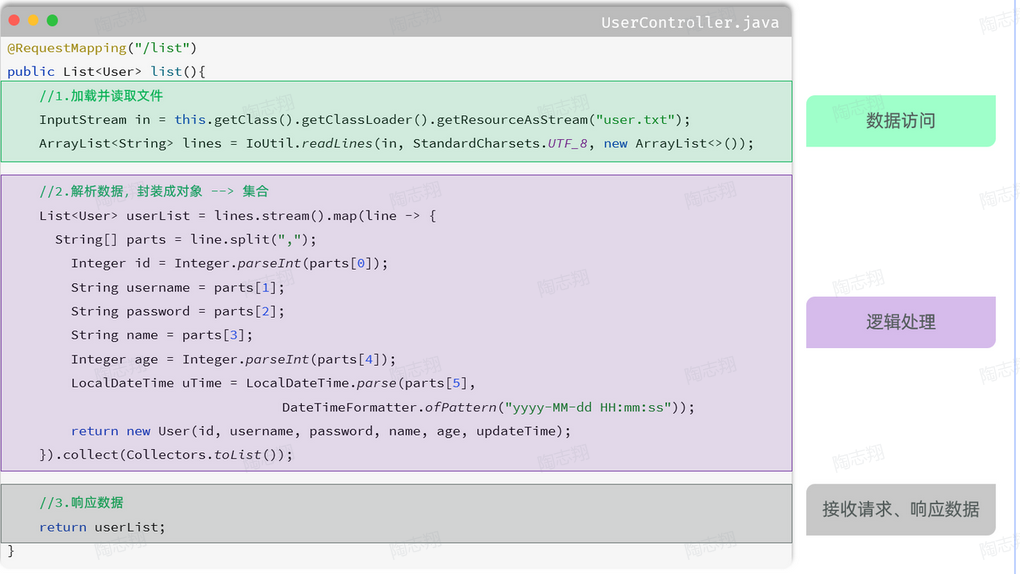 UserController.java
@RequestMapping("/list")
public List<User> list(){
//1.加载并读取文件
InputStream in = this.getClass().getClassLoader().getResourceAsStream("user.txt");
ArrayList<String> lines = IoUtil.readLines(in, StandardCharsets.UTF_8, new ArrayList<>());
数据访问
//2.解析数据, 封装成对象 --> 集合
List<User> userList = lines.stream().map(line -> {
String[] parts = line.split(",");
Integer id = Integer.parseInt(parts[0]);
String username = parts[1];
String password = parts[2];
String name = parts[3];
Integer age = Integer.parseInt(parts[4]);
LocalDateTime uTime = LocalDateTime.parse(parts[5],
DateTimeFormatter.ofPattern("yyyy-MM-dd HH:mm:ss"));
return new User(id, username, password, name, age, updateTime);
}).collect(Collectors.toList());
逻辑处理
//3.响应数据
return userList;
}
接收请求、响应数据
陶志翔